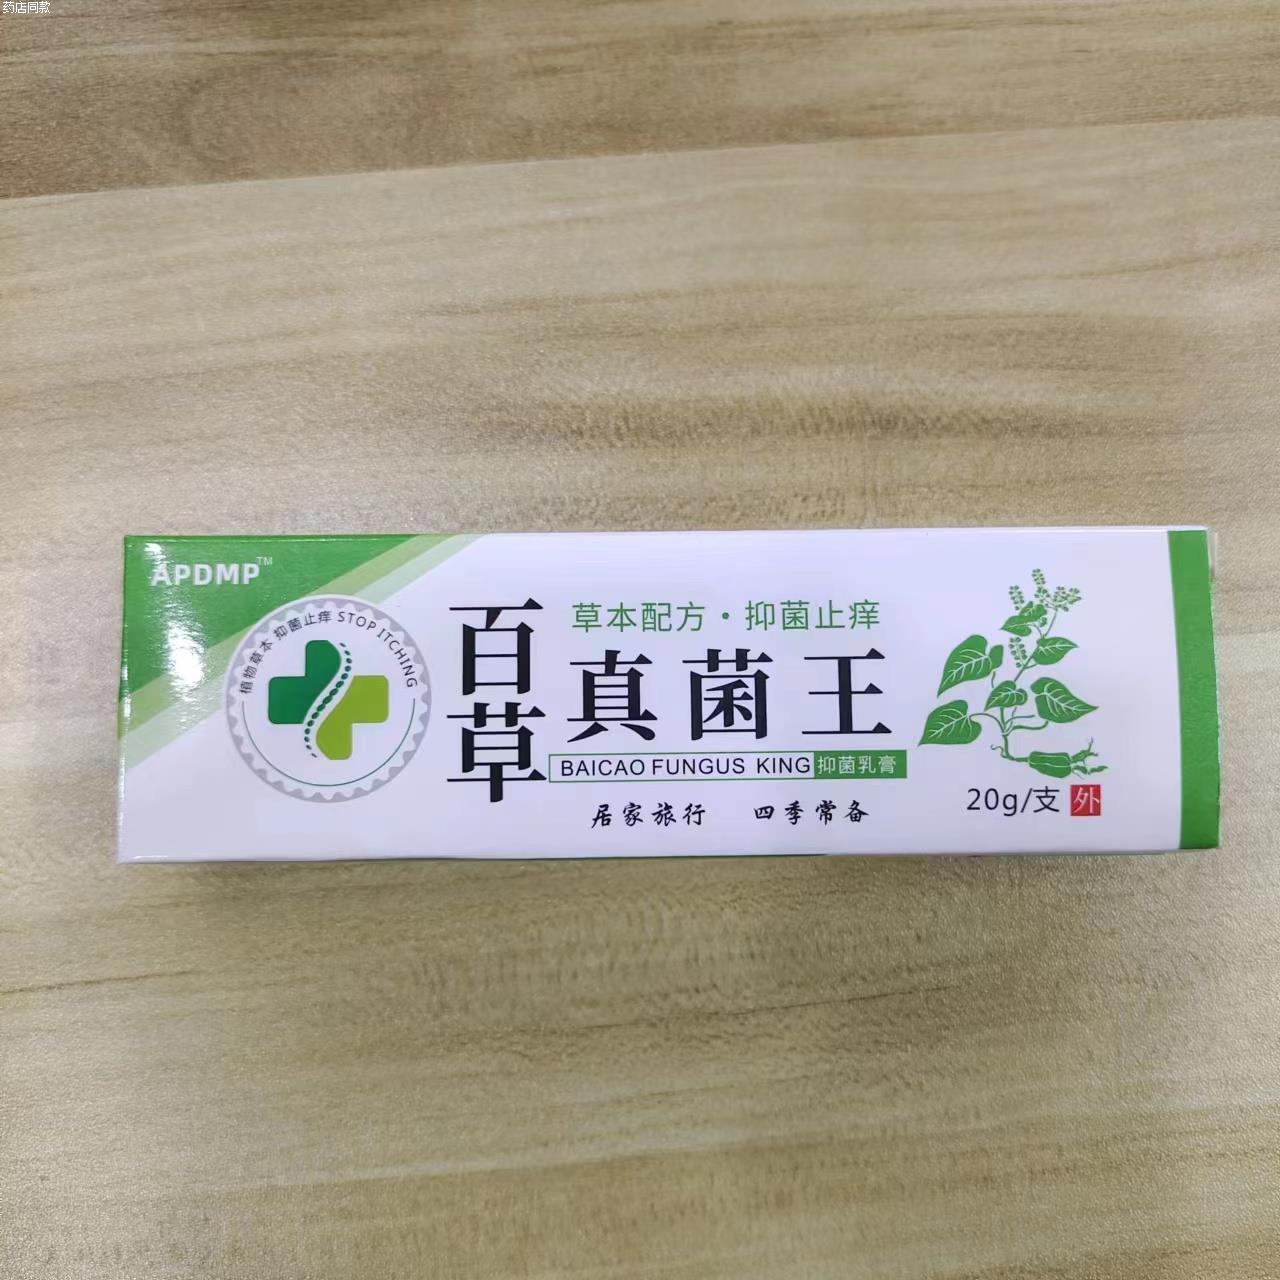 药店同款
APDMP™
植物草本 抑菌止痒 STOP ITCHING
百草
草本配方·抑菌止痒
真菌王
BAICAO FUNGUS KING 抑菌乳膏
居家旅行 四季常备
20g/支 外